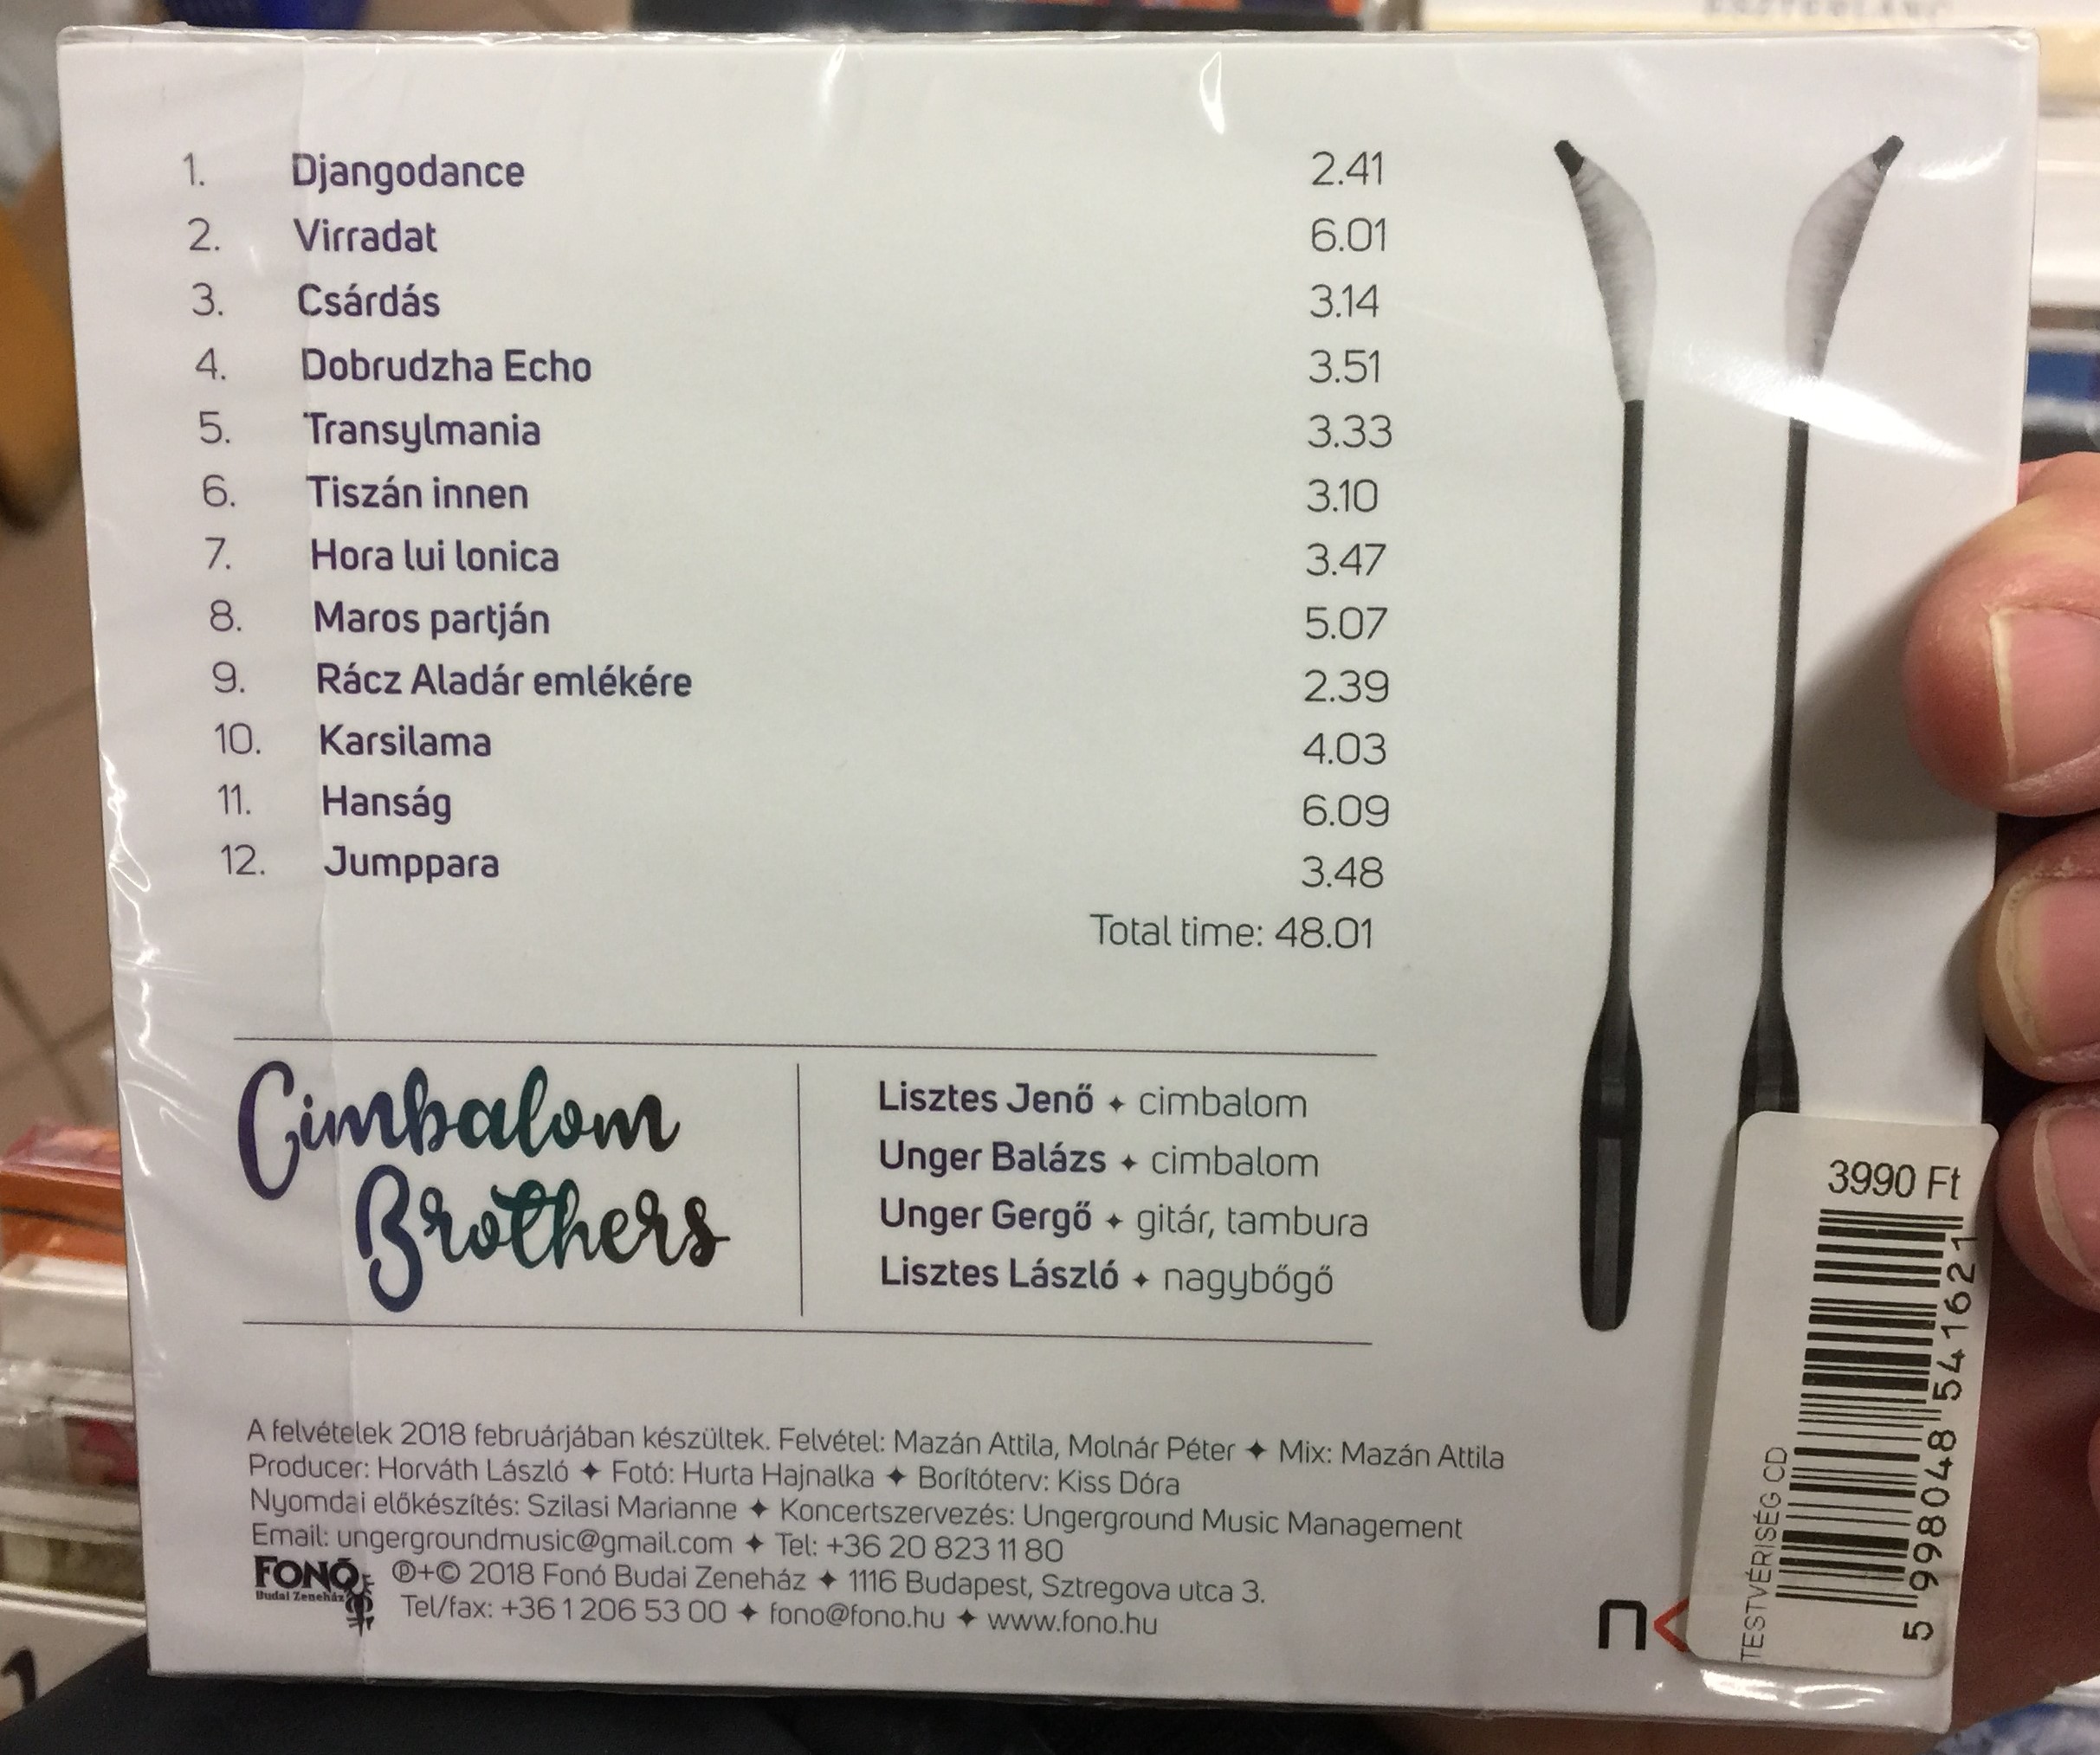 1. Djangodance 2.41
2. Virradat 6.01
3. Csárdás 3.14
4. Dobrudzha Echo 3.51
5. Transylmania 3.33
6. Tiszán innen 3.10
7. Hora lui Ionica 3.47
8. Maros partján 5.07
9. Rácz Aladár emlékére 2.39
10. Karsilama 4.03
11. Hanság 6.09
12. Jumppara 3.48
Total time: 48.01
Cimbalom
Brothers
Lisztes Jenő ✦ cimbalom
Unger Balázs ✦ cimbalom
Unger Gergő ✦ gitár, tambura
Lisztes László ✦ nagybőgő
A felvételek 2018 februárjában készültek. Felvétel: Mazán Attila, Molnár Péter ✦ Mix: Mazán Attila
Producer: Horváth László ✦ Fotó: Hurta Hajnalka ✦ Borítóterv: Kiss Dóra
Nyomdai előkészítés: Szilasi Marianne ✦ Koncertszervezés: Ungerground Music Management
Email: ungergroundmusic@gmail.com ✦ Tel: +36 20 823 11 80
FONÓ
Budai Zeneház
℗+© 2018 Fonó Budai Zeneház ✦ 1116 Budapest, Sztregova utca 3.
Tel/fax: +36 1 206 53 00 ✦ fono@fono.hu ✦ www.fono.hu
3990 Ft
TESTVÉRISÉG CD
5 998048 541621